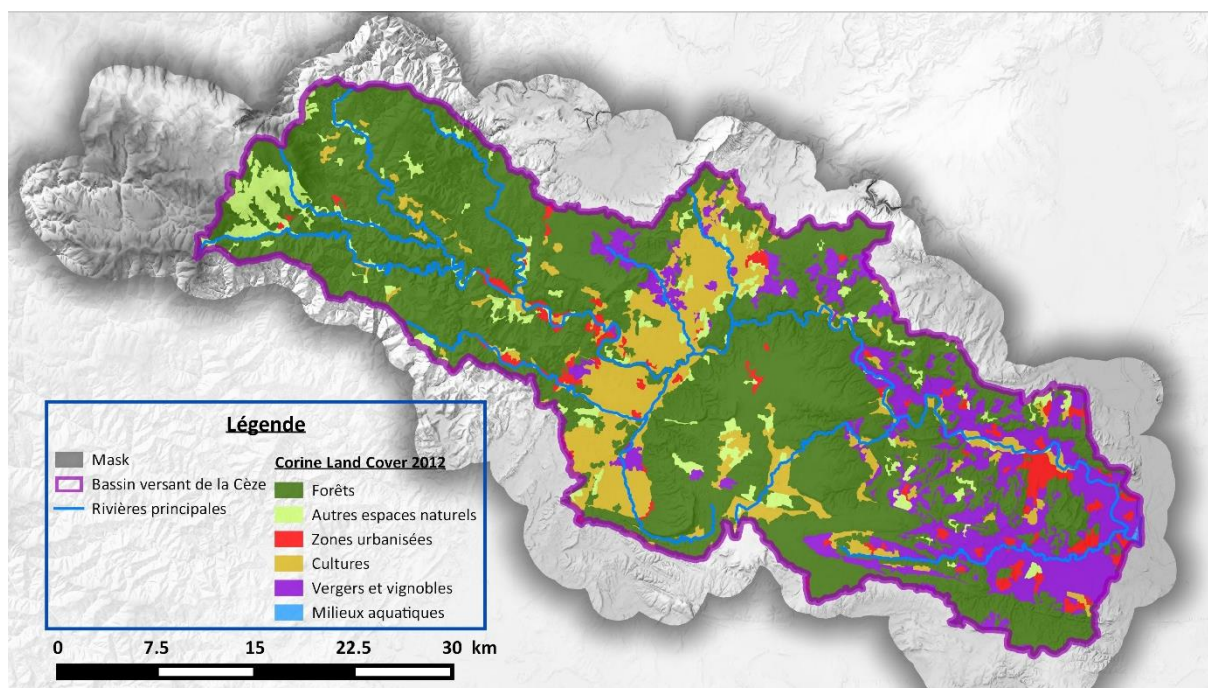 Légende
Mask
Bassin versant de la Cèze
Rivières principales
Corine Land Cover 2012
Forêts
Autres espaces naturels
Zones urbanisées
Cultures
Vergers et vignobles
Milieux aquatiques
0 7.5 15 22.5 30 km